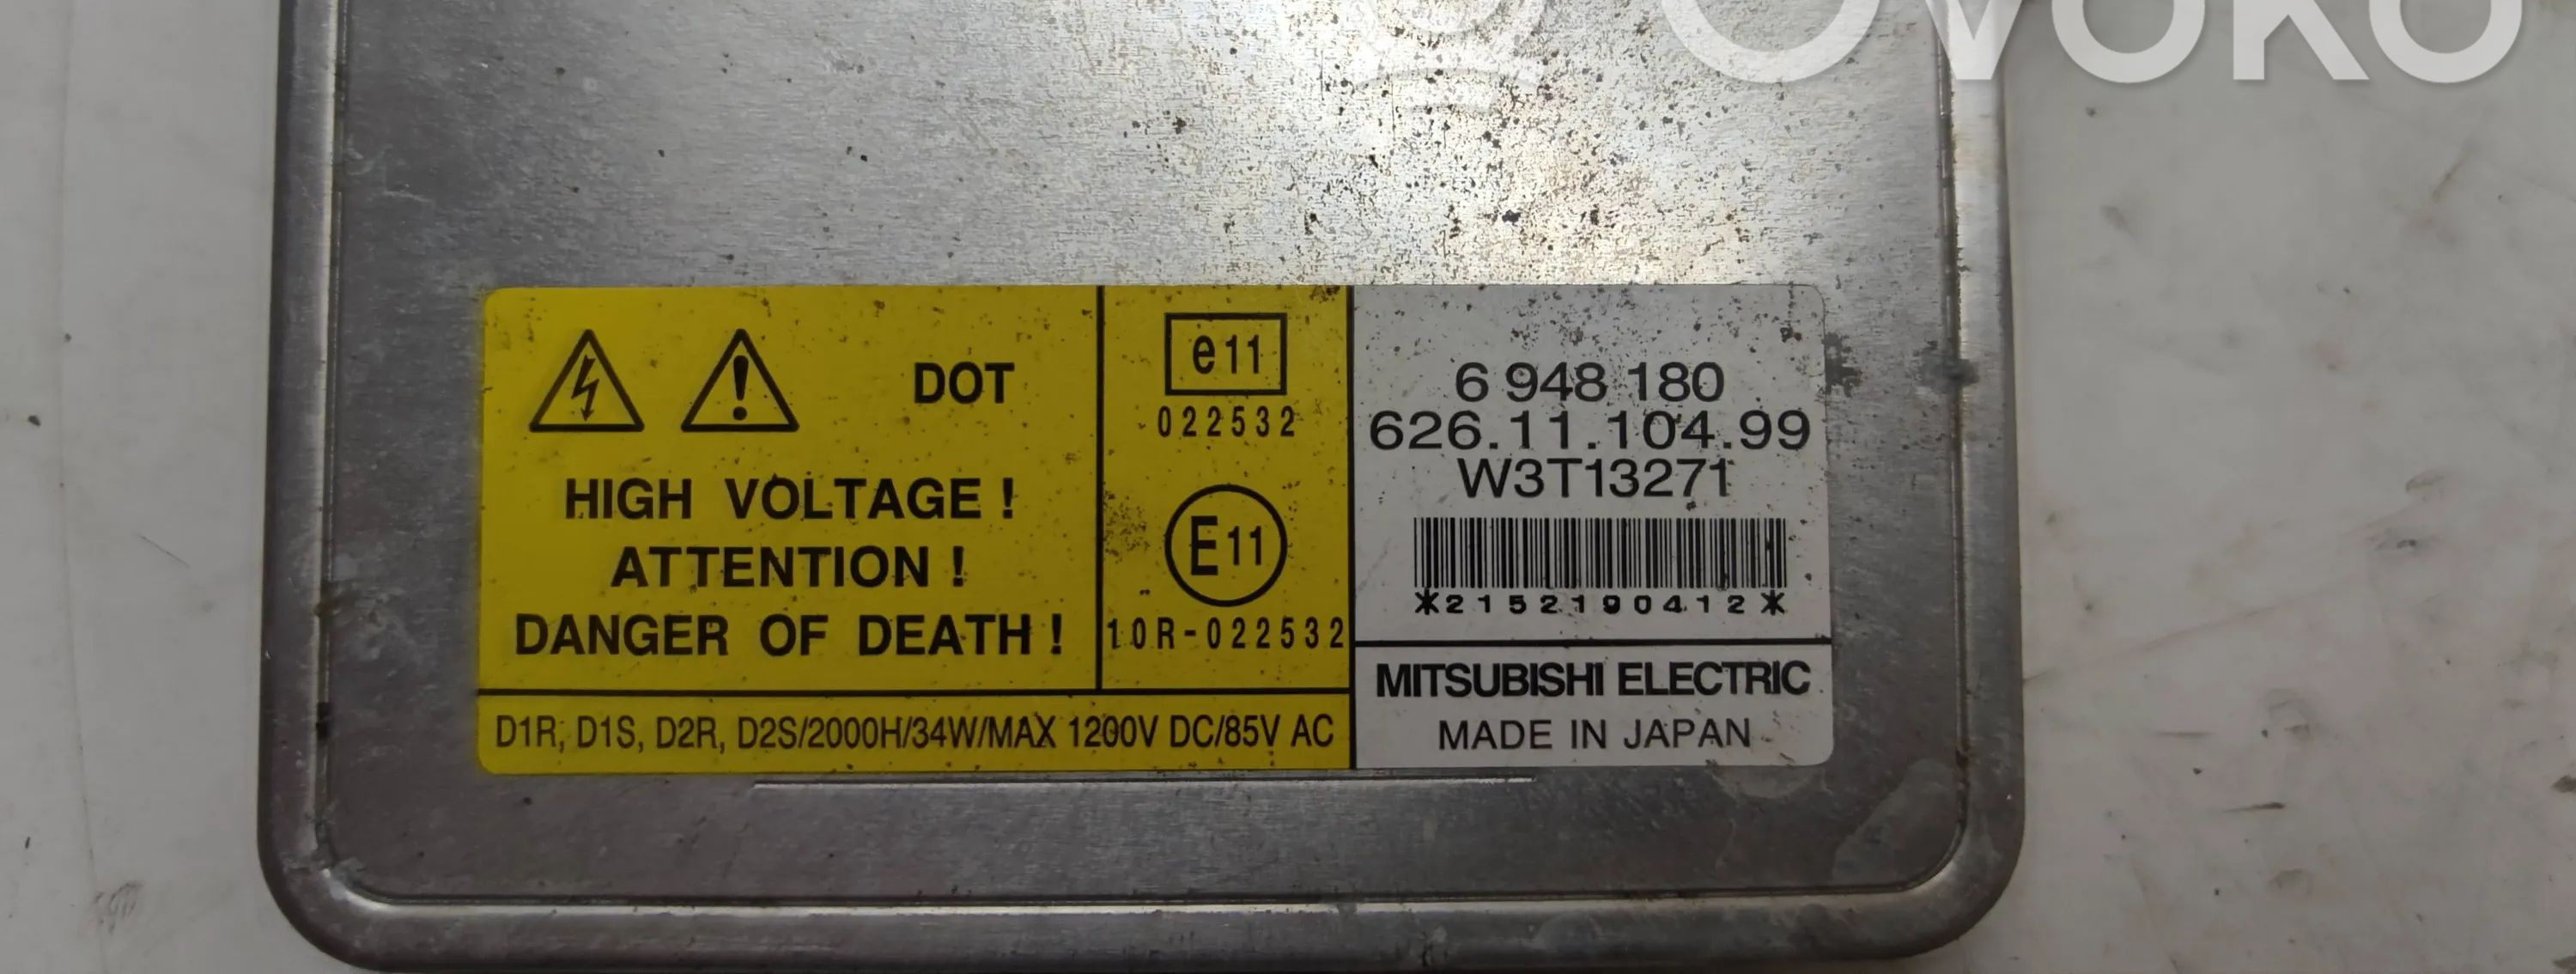 OVOKO
DOT
HIGH VOLTAGE !
ATTENTION !
DANGER OF DEATH !
e11
022532
E11
10R-022532
D1R, D1S, D2R, D2S/2000H/34W/MAX 1200V DC/85V AC
6 948 180
626.11.104.99
W3T13271
*2152190412*
MITSUBISHI ELECTRIC
MADE IN JAPAN